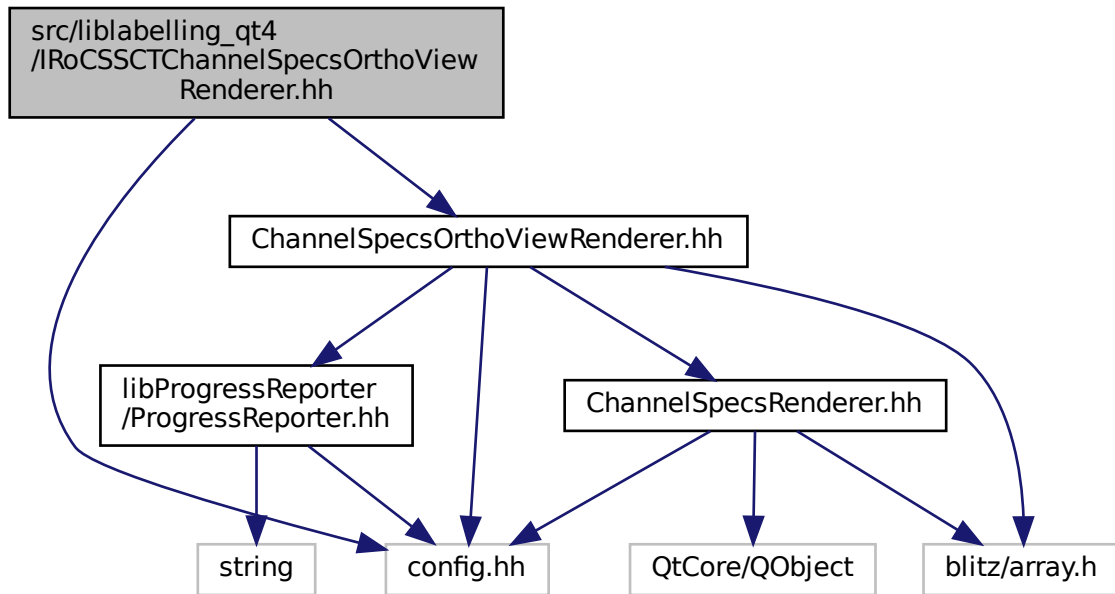 src/liblabelling_qt4
/IRoCSSCTChannelSpecsOrthoView
Renderer.hh
ChannelSpecsOrthoViewRenderer.hh
libProgressReporter
/ProgressReporter.hh
ChannelSpecsRenderer.hh
string
config.hh
QtCore/QObject
blitz/array.h